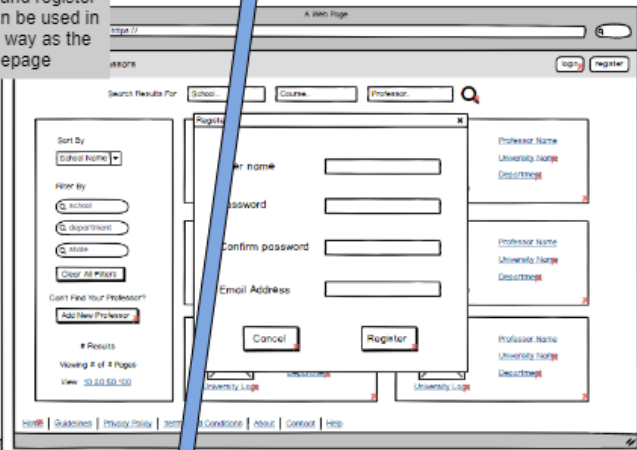 and register
n be used in
way as the
epage
A Web Page
https://
ssors
login
register
Search Results For
School..
Course..
Professor..
Sort By
School Name
Filter By
school
department
state
Clear All Filters
Can't Find Your Professor?
Add New Professor
# Results
Viewing # of # Pages
View 10 20 50 100
Register
er name
assword
Confirm password
Email Address
Cancel
Register
Professor Name
University Name
Department
Professor Name
University Name
Department
Professor Name
University Name
Department
University Logo
Department
University Logo
Home | Guidelines | Privacy Policy | Terms and Conditions | About | Contact | Help